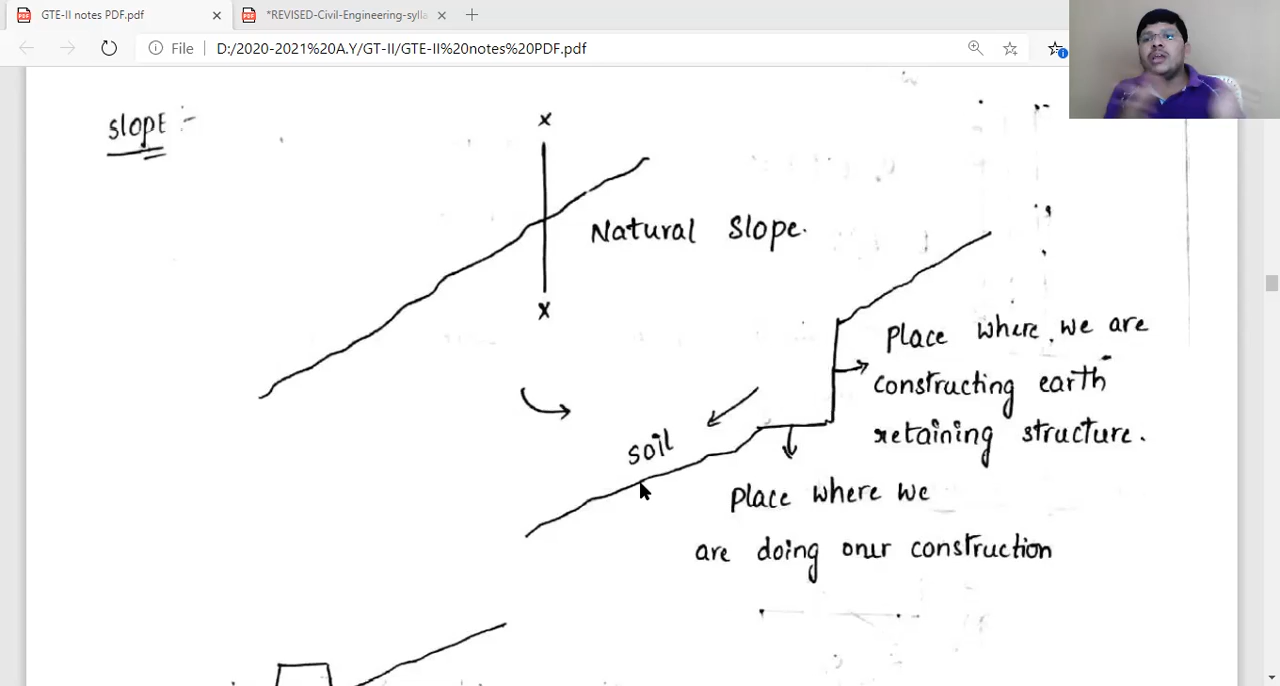 GTE-II notes PDF.pdf
*REVISED-Civil-Engineering-sylla
File
D:/2020-2021%20A.Y/GT-II/GTE-II%20notes%20PDF.pdf
SlOPE :-
X
Natural Slope.
X
Place where we are
constructing earth
retaining structure.
soil
Place where we
are doing onur construction